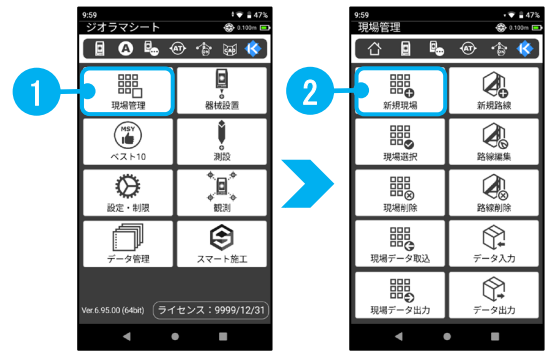 9:59
47%
ジオラマシート
0.100m
A
AT
CAD
1
現場管理
器械設置
MSY
ベスト10
測設
設定・制限
観測
データ管理
スマート施工
Ver.6.95.00 (64bit)
ライセンス：9999/12/31
9:59
47%
現場管理
0.100m
AT
CAD
2
新規現場
新規路線
現場選択
路線編集
現場削除
路線削除
現場データ取込
データ入力
現場データ出力
データ出力